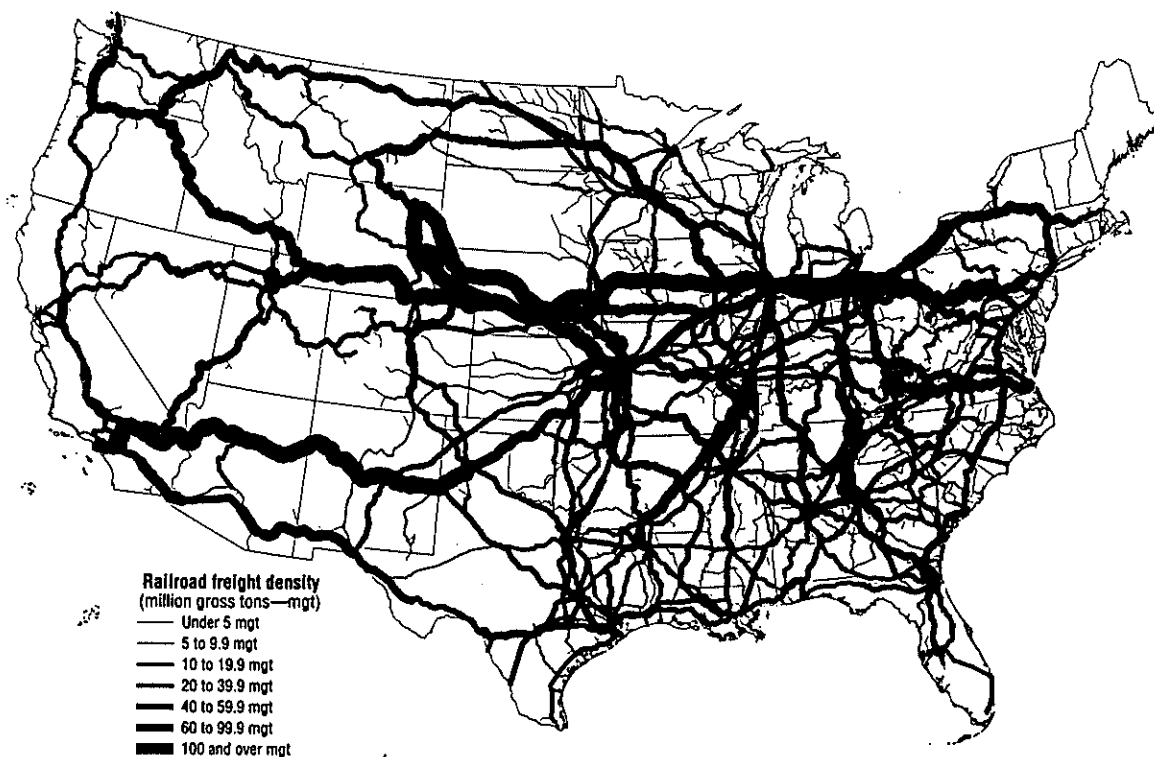 Railroad freight density
(million gross tons—mgt)
Under 5 mgt
5 to 9.9 mgt
10 to 19.9 mgt
20 to 39.9 mgt
40 to 59.9 mgt
60 to 99.9 mgt
100 and over mgt